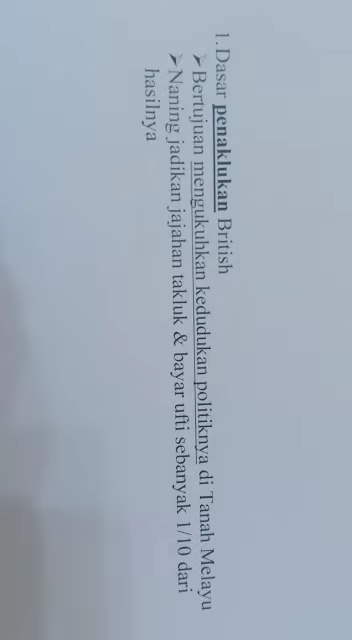 1. Dasar penaklukan British
➤ Bertujuan mengukuhkan kedudukan politiknya di Tanah Melayu
➤ Naning jadikan jajahan takluk & bayar ufti sebanyak 1/10 dari
hasilnya